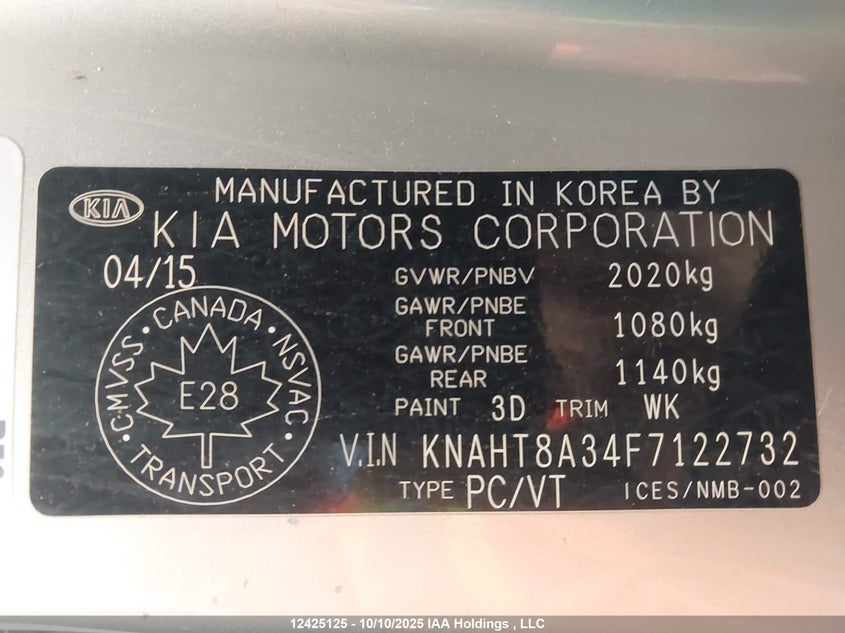 KIA
MANUFACTURED IN KOREA BY
KIA MOTORS CORPORATION
04/15
GVWR/PNBV 2020kg
GAWR/PNBE FRONT 1080kg
GAWR/PNBE REAR 1140kg
PAINT 3D TRIM WK
CMVSS · CANADA · NSVAC · TRANSPORT ·
E28
V.I.N KNAHT8A34F7122732
TYPE PC/VT ICES/NMB-002
12425125 - 10/10/2025 IAA Holdings , LLC